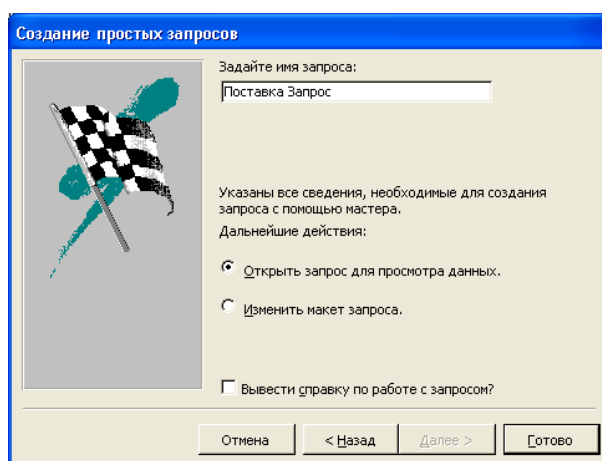 Создание простых запросов
Задайте имя запроса:
Поставка Запрос
Указаны все сведения, необходимые для создания
запроса с помощью мастера.
Дальнейшие действия:
Открыть запрос для просмотра данных.
Изменить макет запроса.
Вывести справку по работе с запросом?
Отмена
< Назад
Далее >
Готово